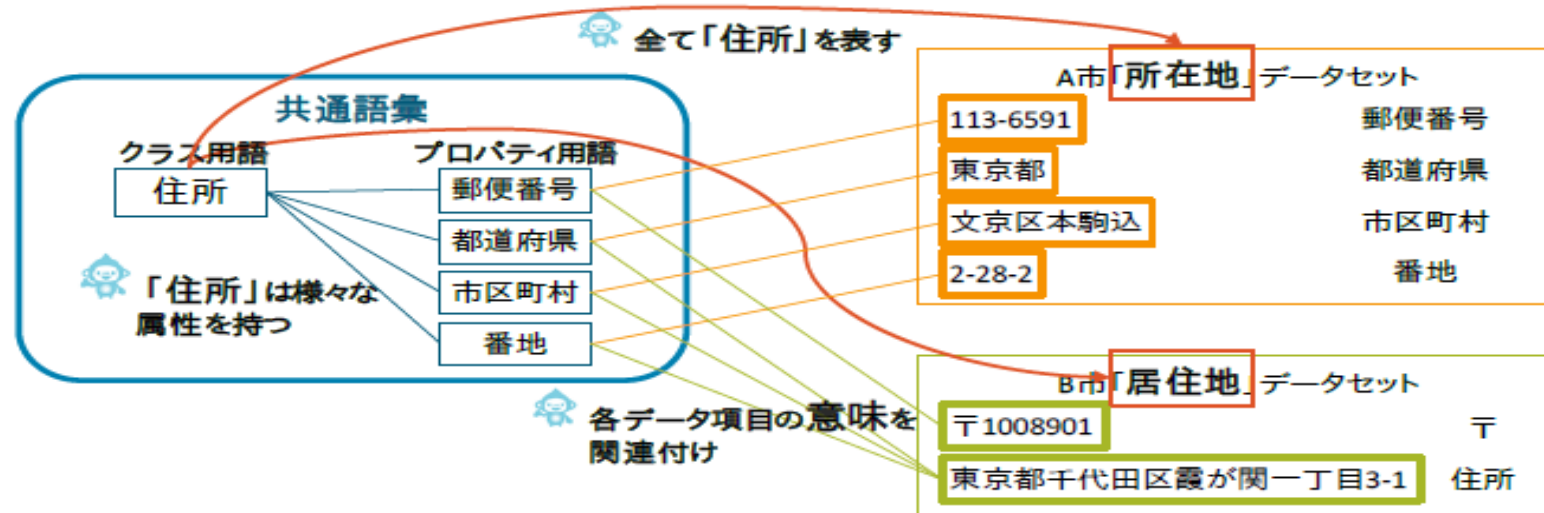 全て「住所」を表す
共通語彙
クラス用語
プロパティ用語
住所
郵便番号
都道府県
市区町村
番地
「住所」は様々な
属性を持つ
各データ項目の意味を
関連付け
A市「所在地」データセット
113-6591 郵便番号
東京都 都道府県
文京区本駒込 市区町村
2-28-2 番地
B市「居住地」データセット
〒1008901 〒
東京都千代田区霞が関一丁目3-1 住所